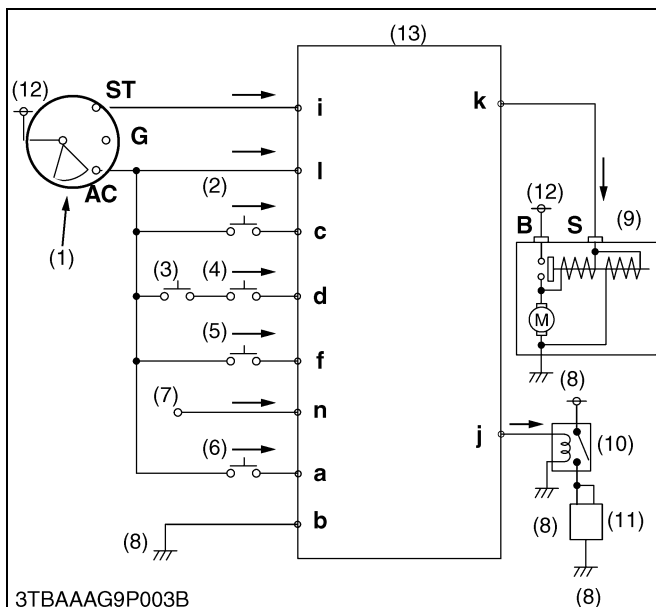 (13)
ST
(12)
i
k
G
l
(2)
AC
(12)
B
S
(9)
(1)
c
(3)
(4)
d
M
(5)
f
(7)
n
(8)
j
(10)
(6)
a
b
(8)
(8)
(11)
(8)
3TBAAAG9P003B